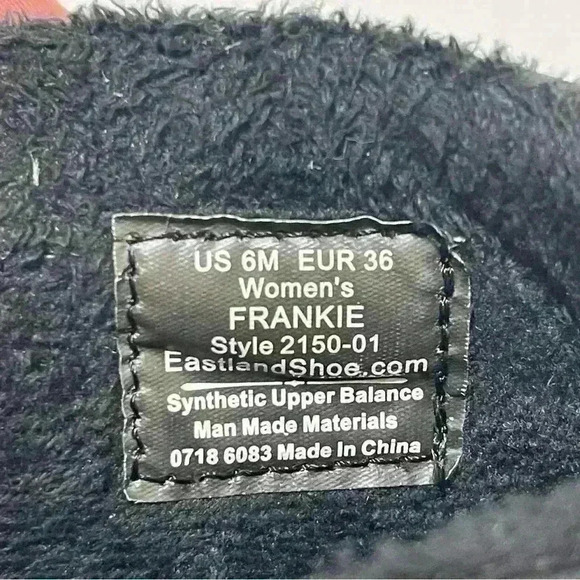 US 6M EUR 36
Women's
FRANKIE
Style 2150-01
EastlandShoe.com
Synthetic Upper Balance
Man Made Materials
0718 6083 Made In China